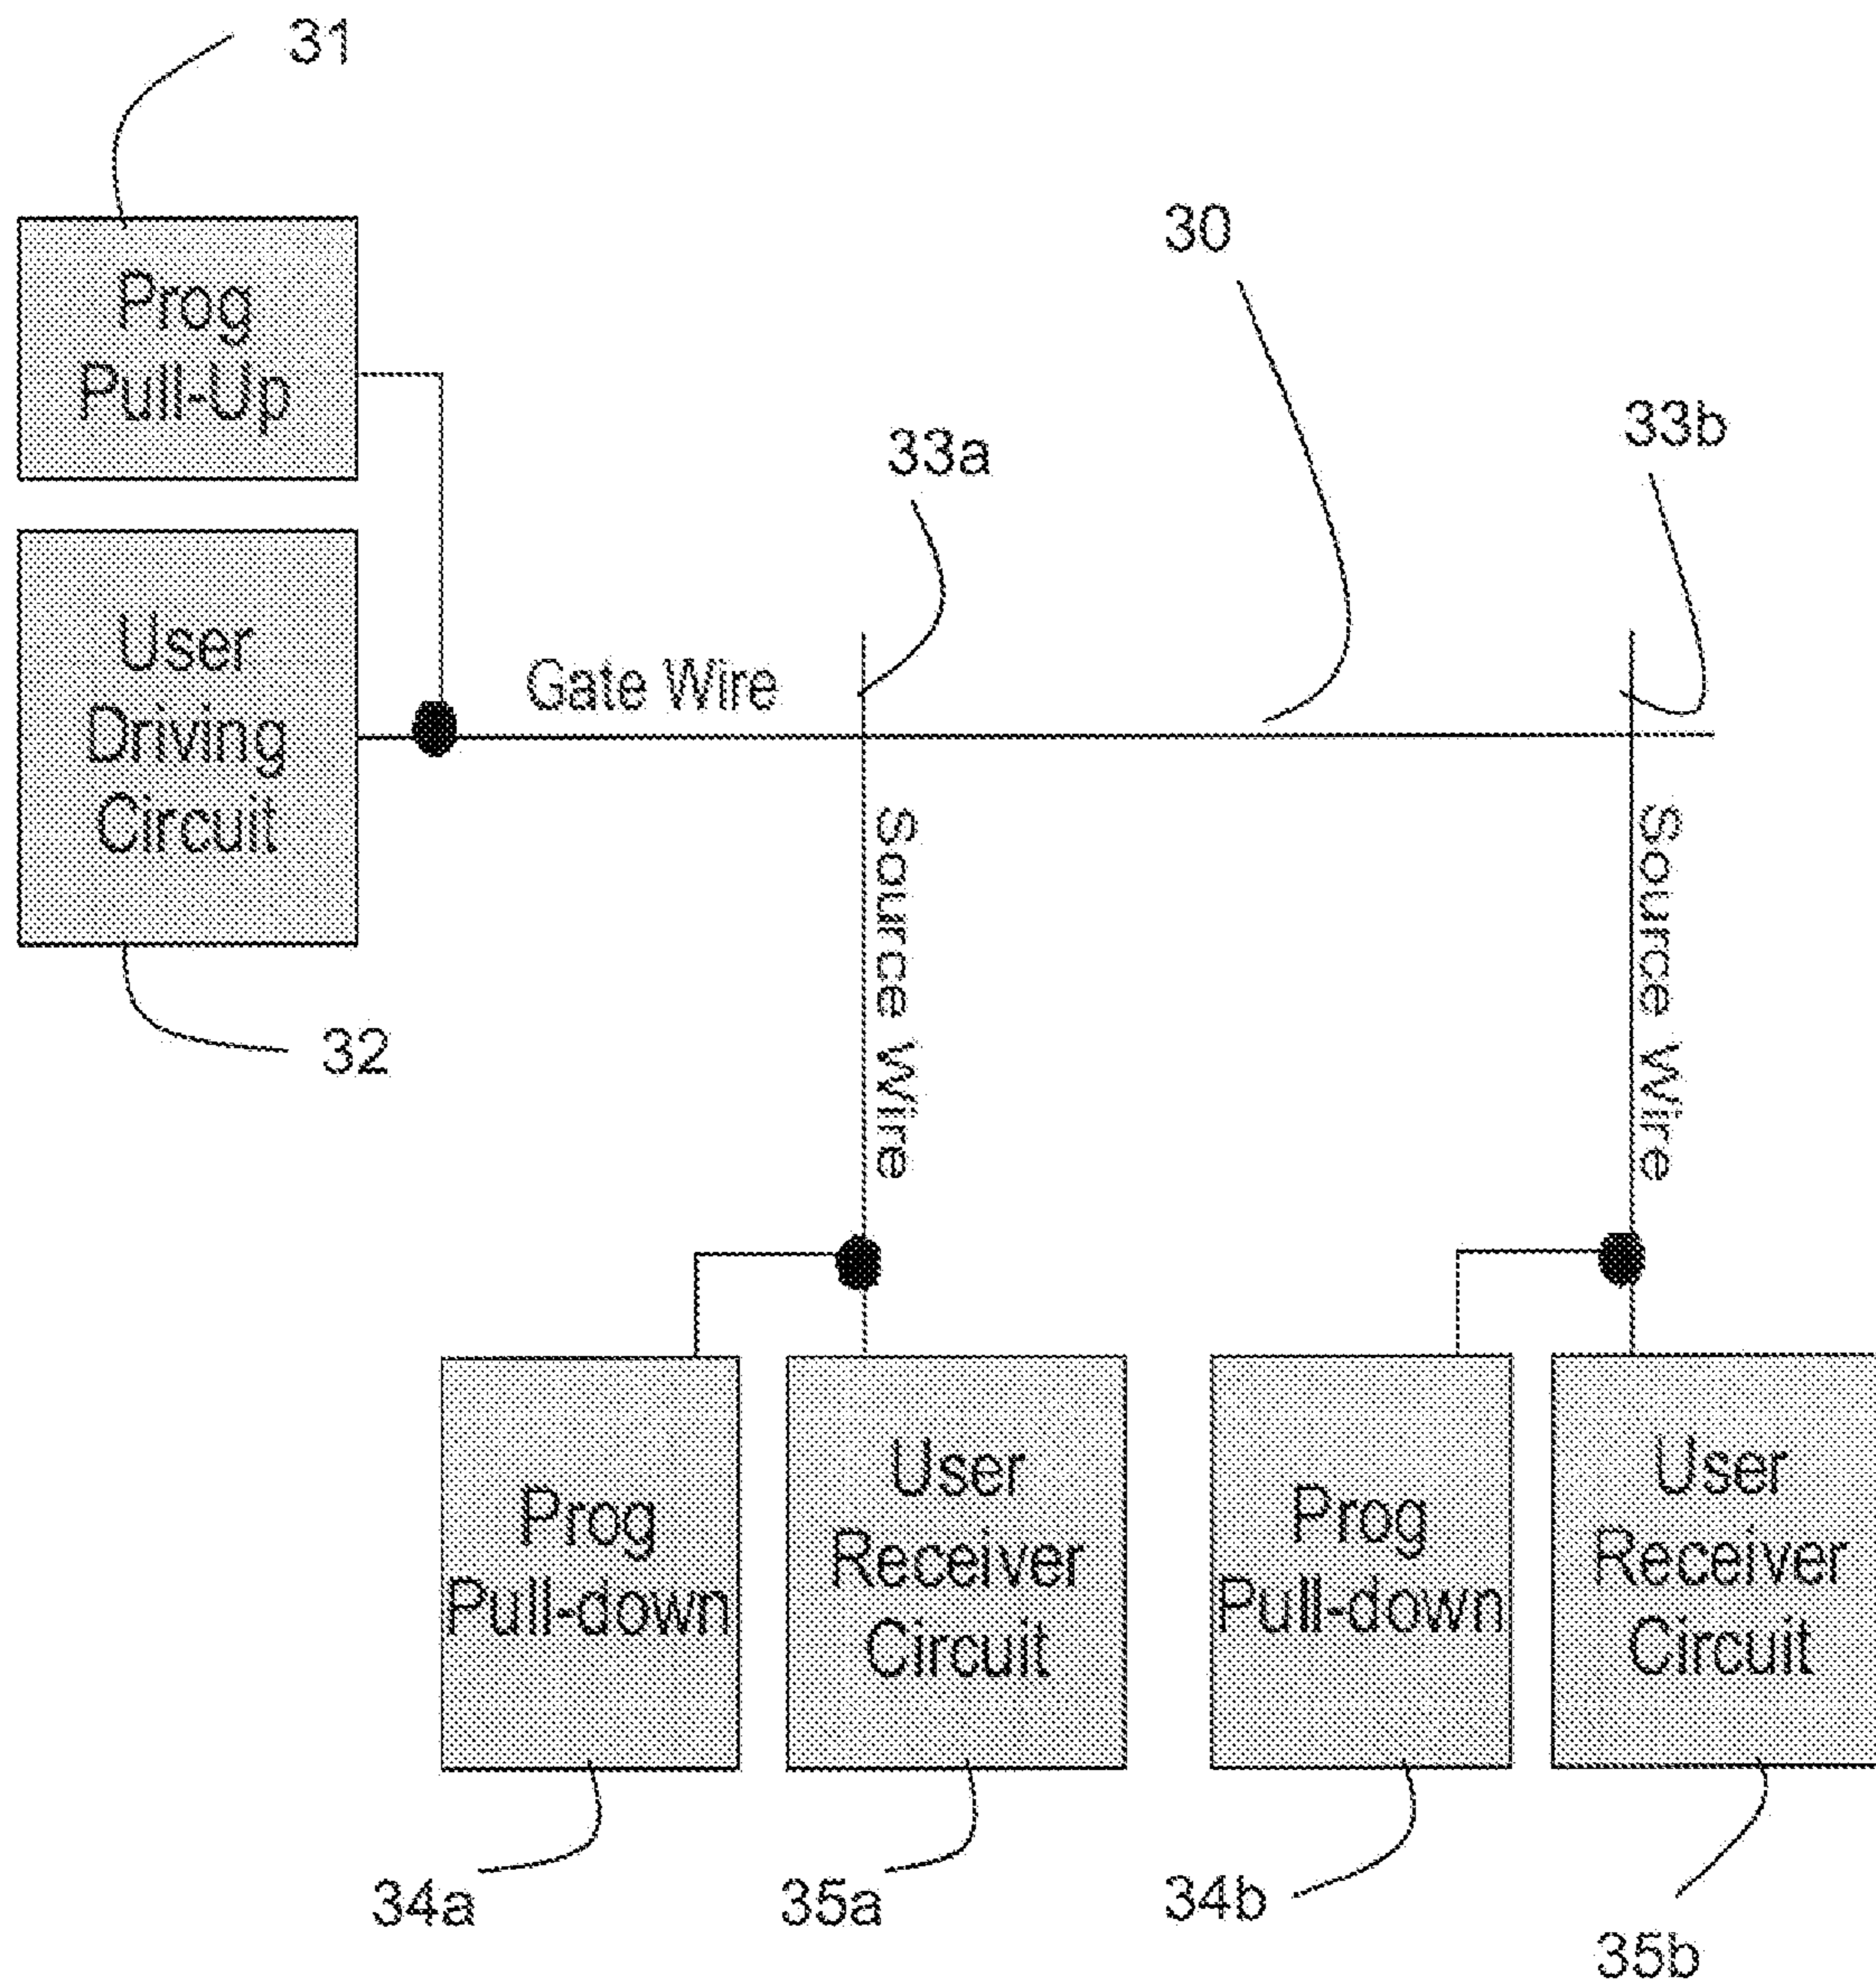 31
Prog
Pull-Up
30
33a
33b
User
Driving
Circuit
Gate Wire
Source Wire
Source Wire
32
Prog
Pull-down
User
Receiver
Circuit
Prog
Pull-down
User
Receiver
Circuit
34a
35a
34b
35b